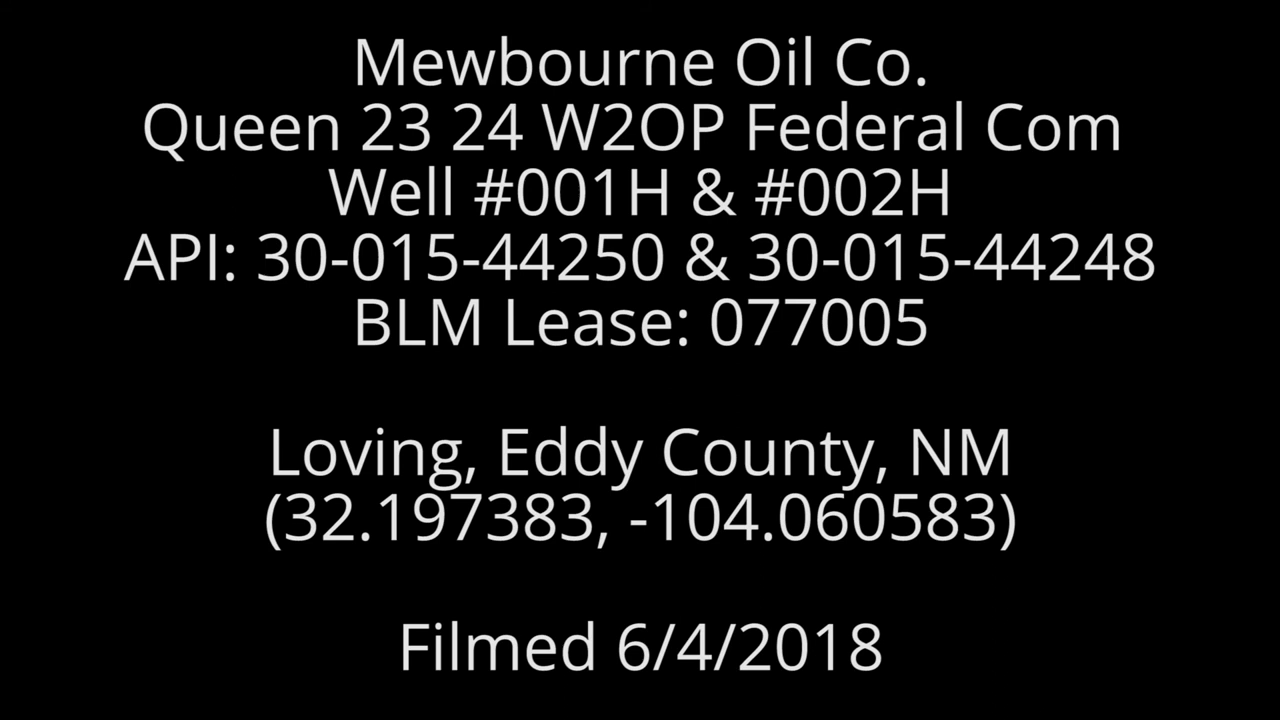 Mewbourne Oil Co.
Queen 23 24 W2OP Federal Com
Well #001H & #002H
API: 30-015-44250 & 30-015-44248
BLM Lease: 077005
Loving, Eddy County, NM
(32.197383, -104.060583)
Filmed 6/4/2018